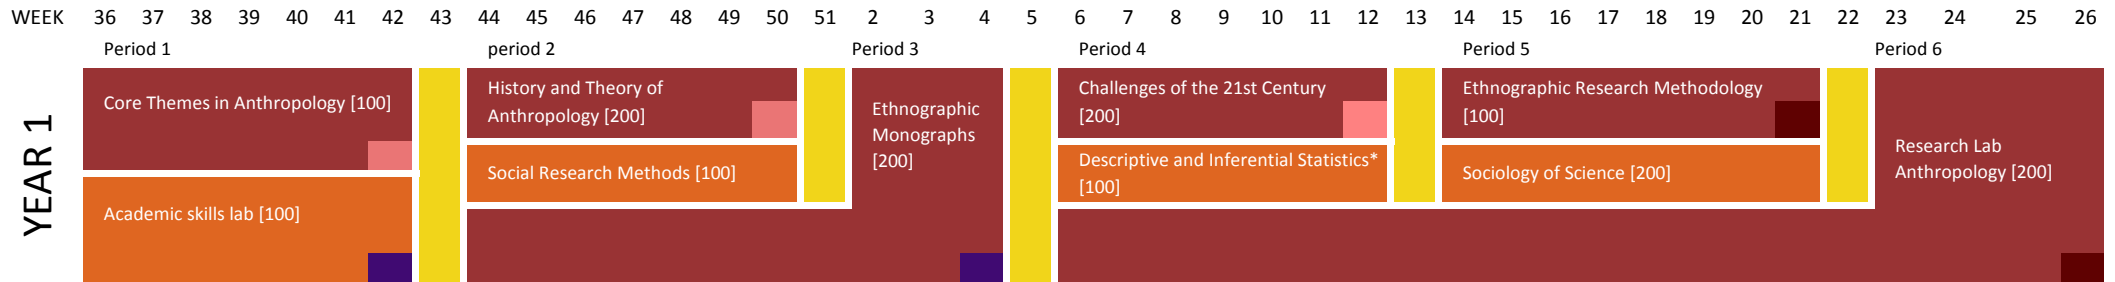 WEEK 36 37 38 39 40 41 42 43 44 45 46 47 48 49 50 51 2 3 4 5 6 7 8 9 10 11 12 13 14 15 16 17 18 19 20 21 22 23 24 25 26
Period 1 period 2 Period 3 Period 4 Period 5 Period 6
YEAR 1
Core Themes in Anthropology [100]
Academic skills lab [100]
History and Theory of
Anthropology [200]
Social Research Methods [100]
Ethnographic
Monographs
[200]
Challenges of the 21st Century
[200]
Descriptive and Inferential Statistics*
[100]
Ethnographic Research Methodology
[100]
Sociology of Science [200]
Research Lab
Anthropology [200]